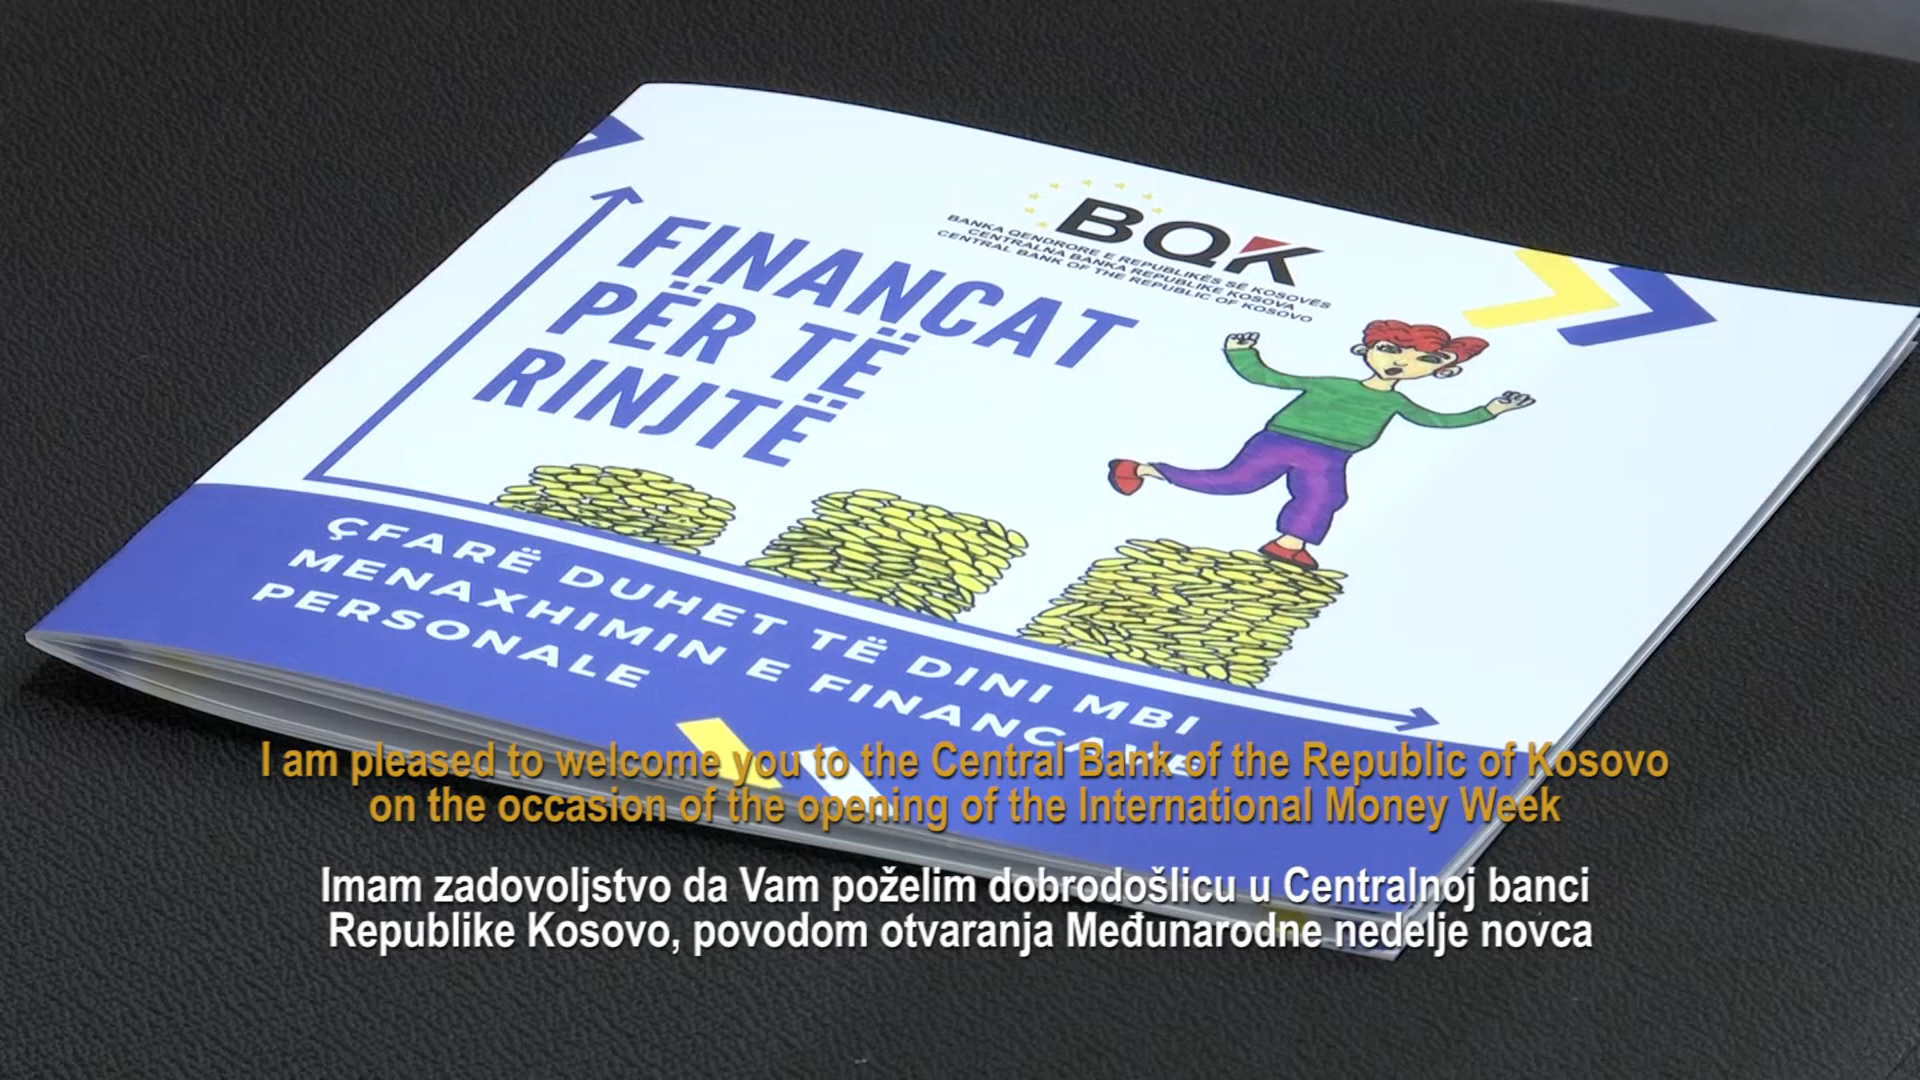 BQK
BANKA QENDRORE E REPUBLIKËS SË KOSOVËS
CENTRALNA BANKA REPUBLIKE KOSOVA
CENTRAL BANK OF THE REPUBLIC OF KOSOVO
FINANCAT
PËR TË
RINJTË
ÇFARË DUHET TË DINI MBI
MENAXHIMIN E FINANCAVE
PERSONALE
I am pleased to welcome you to the Central Bank of the Republic of Kosovo
on the occasion of the opening of the International Money Week
Imam zadovoljstvo da Vam poželim dobrodošlicu u Centralnoj banci
Republike Kosovo, povodom otvaranja Međunarodne nedelje novca